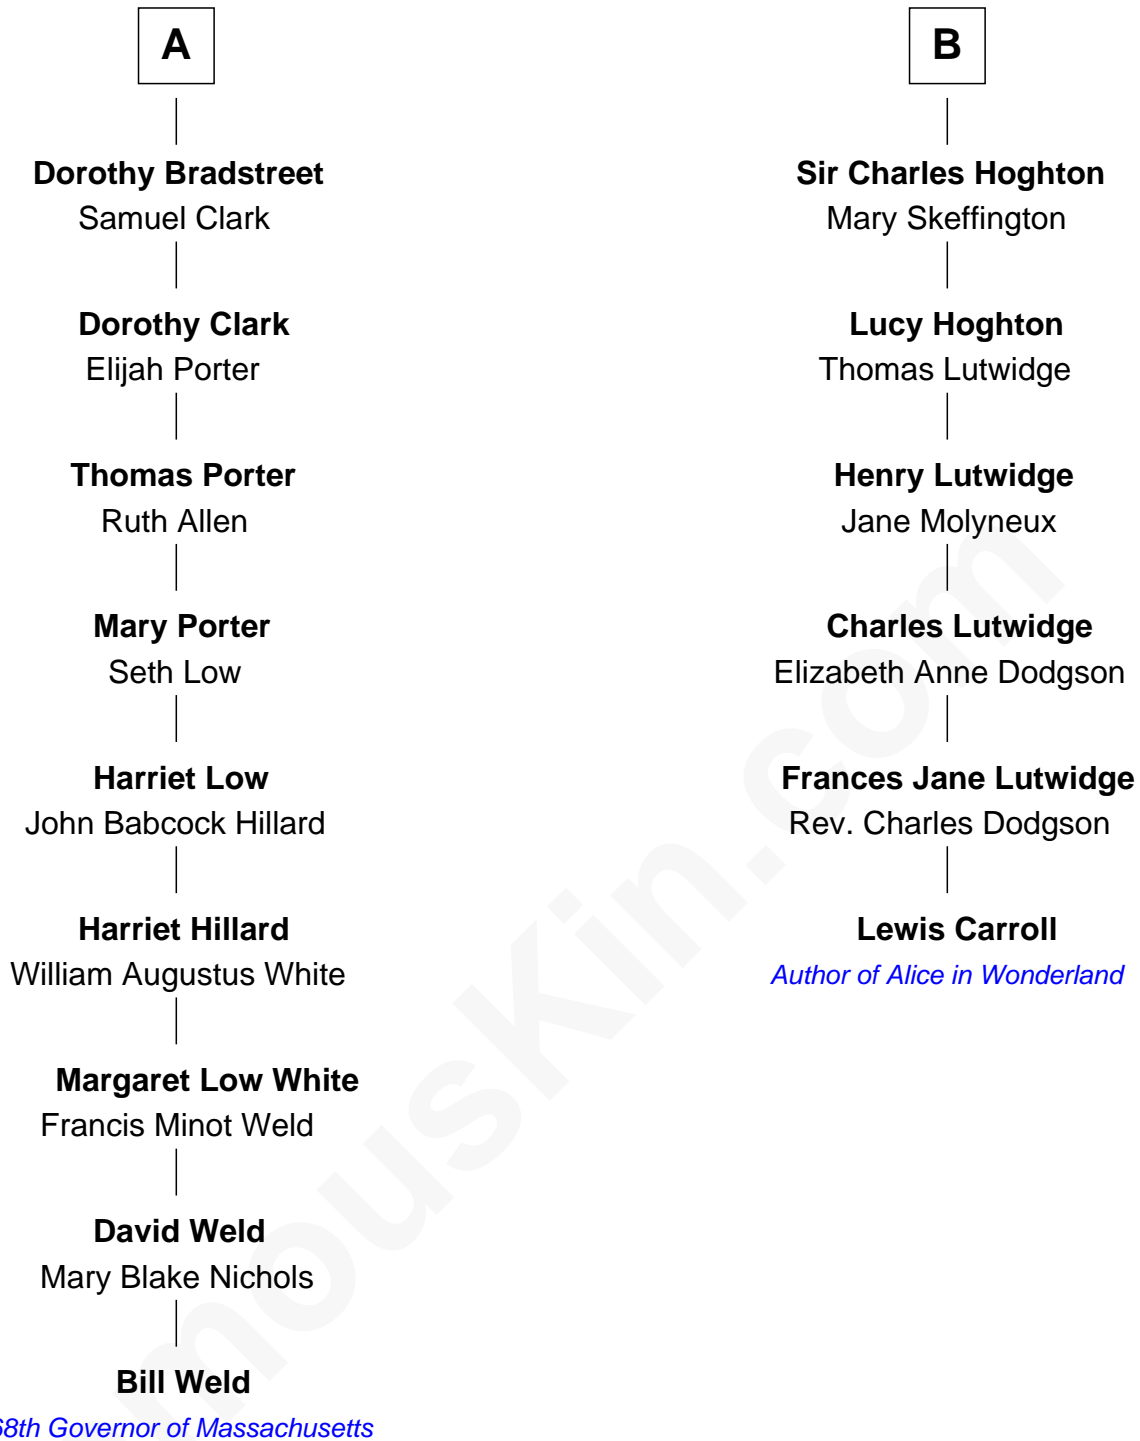 A
Dorothy Bradstreet
Samuel Clark
Dorothy Clark
Elijah Porter
Thomas Porter
Ruth Allen
Mary Porter
Seth Low
Harriet Low
John Babcock Hillard
Harriet Hillard
William Augustus White
Margaret Low White
Francis Minot Weld
David Weld
Mary Blake Nichols
Bill Weld
68th Governor of Massachusetts
B
Sir Charles Hoghton
Mary Skeffington
Lucy Hoghton
Thomas Lutwidge
Henry Lutwidge
Jane Molyneux
Charles Lutwidge
Elizabeth Anne Dodgson
Frances Jane Lutwidge
Rev. Charles Dodgson
Lewis Carroll
Author of Alice in Wonderland
mouskin.com